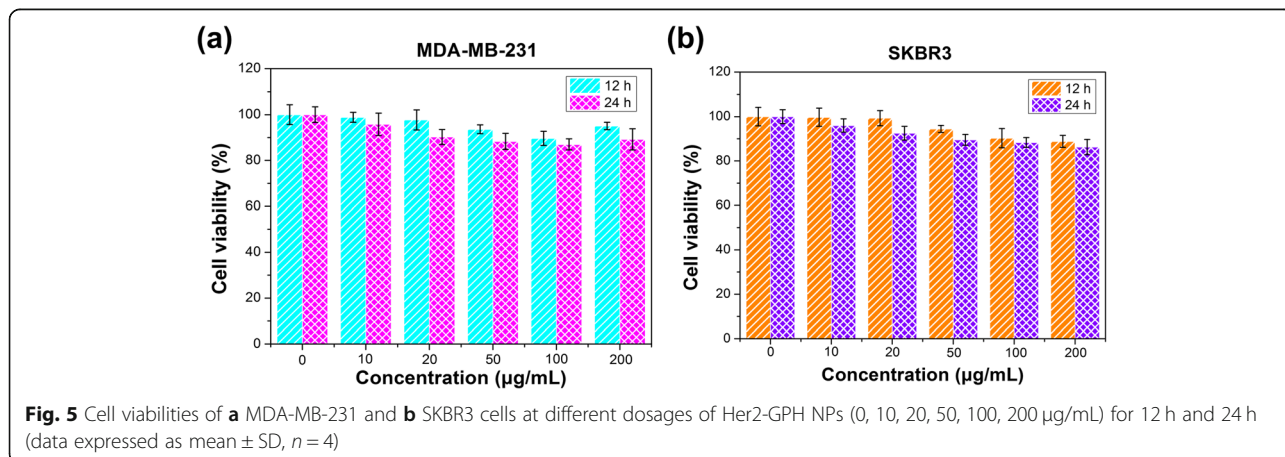 (a)
MDA-MB-231
120
100
80
60
40
20
0
Cell viability (%)
12 h
24 h
0 10 20 50 100 200
Concentration (µg/mL)
(b)
SKBR3
120
100
80
60
40
20
0
Cell viability (%)
12 h
24 h
0 10 20 50 100 200
Concentration (µg/mL)
Fig. 5 Cell viabilities of a MDA-MB-231 and b SKBR3 cells at different dosages of Her2-GPH NPs (0, 10, 20, 50, 100, 200 µg/mL) for 12 h and 24 h
(data expressed as mean ± SD, n = 4)